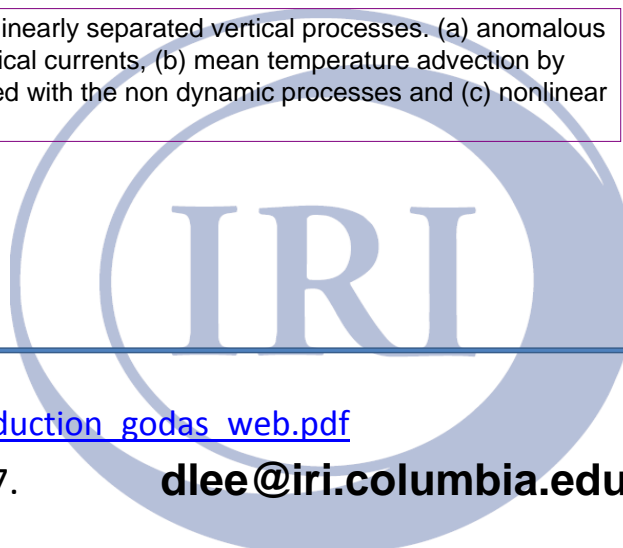 inearly separated vertical processes. (a) anomalous
ical currents, (b) mean temperature advection by
ed with the non dynamic processes and (c) nonlinear
IRI
duction_godas_web.pdf
7. dlee@iri.columbia.edu